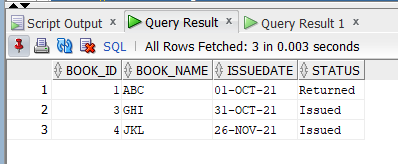 Script Output x Query Result x Query Result 1 x
SQL | All Rows Fetched: 3 in 0.003 seconds
BOOK_ID BOOK_NAME ISSUEDATE STATUS
1 1 ABC 01-OCT-21 Returned
2 3 GHI 31-OCT-21 Issued
3 4 JKL 26-NOV-21 Issued